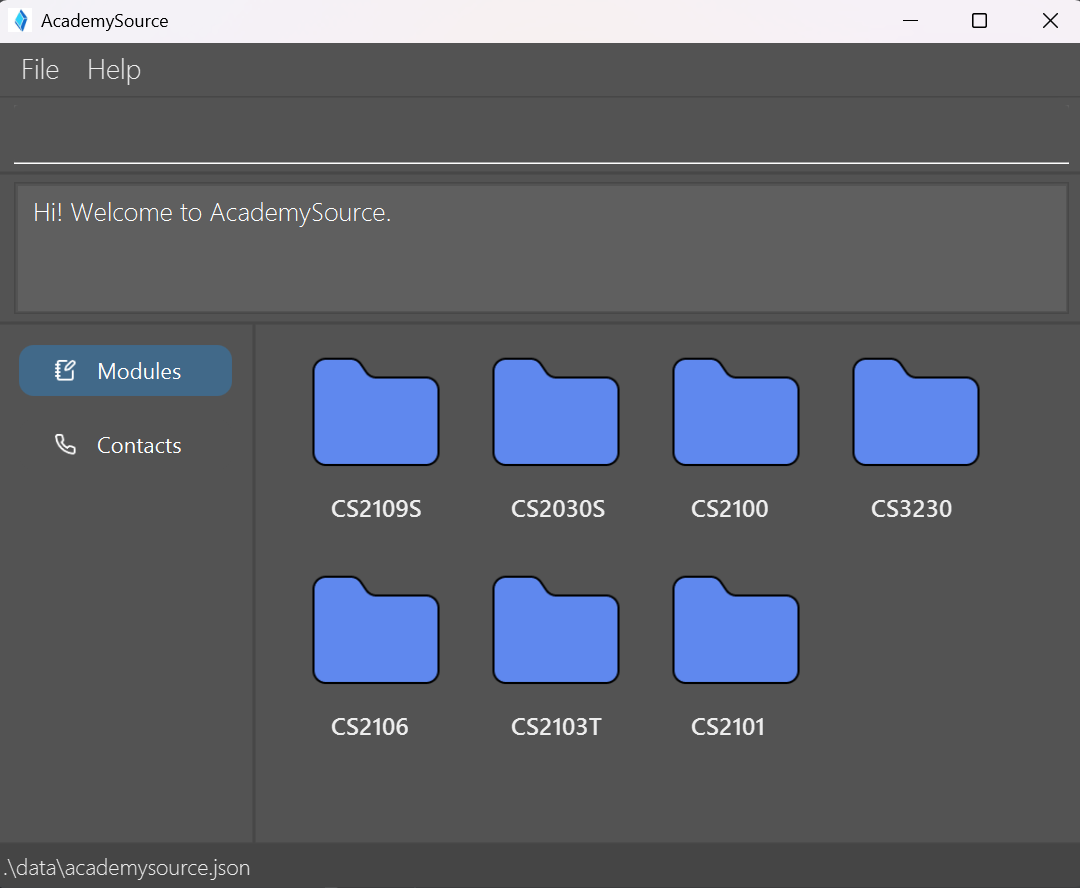 AcademySource
File Help
Hi! Welcome to AcademySource.
Modules
Contacts
CS2109S CS2030S CS2100 CS3230
CS2106 CS2103T CS2101
.\data\academysource.json